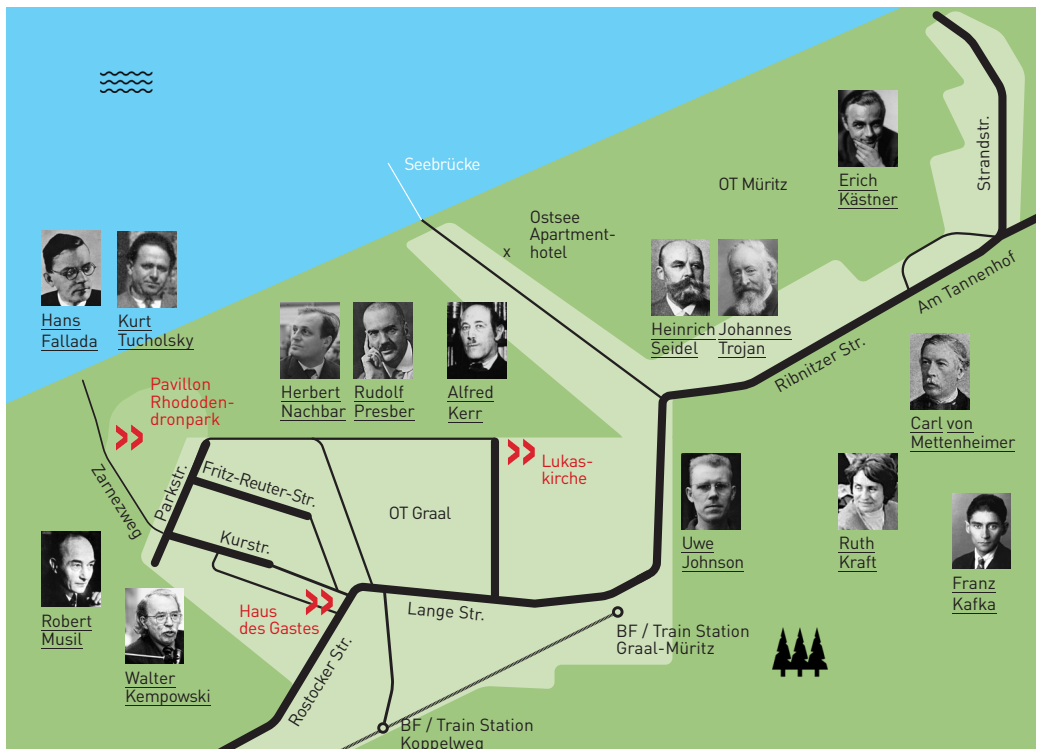 Seebrücke
OT Müritz
Strandstr.
Erich
Kästner
Ostsee
Apartment-
hotel
x
Heinrich
Seidel
Johannes
Trojan
Am Tannenhof
Ribnitzer Str.
Hans
Fallada
Kurt
Tucholsky
Herbert
Nachbar
Rudolf
Presber
Alfred
Kerr
Carl von
Mettenheimer
Pavillon
Rhododen-
dronpark
Zarnezweg
Parkstr.
Fritz-Reuter-Str.
Kurstr.
OT Graal
Lukas-
kirche
Uwe
Johnson
Ruth
Kraft
Franz
Kafka
Robert
Musil
Walter
Kempowski
Haus
des Gastes
Lange Str.
Rostocker Str.
BF / Train Station
Graal-Müritz
BF / Train Station
Koppelweg